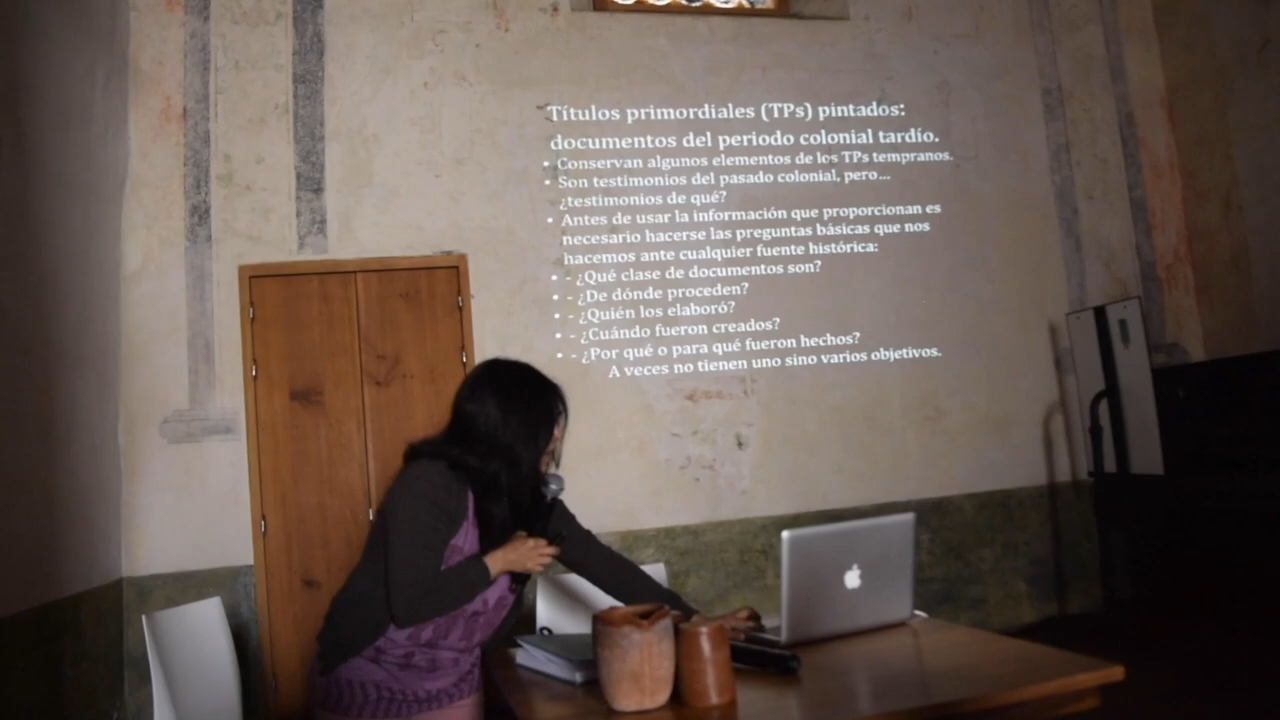 Títulos primordiales (TPs) pintados:
documentos del periodo colonial tardío.
• Conservan algunos elementos de los TPs tempranos.
• Son testimonios del pasado colonial, pero...
¿testimonios de qué?
• Antes de usar la información que proporcionan es
necesario hacerse las preguntas básicas que nos
hacemos ante cualquier fuente histórica:
• - ¿Qué clase de documentos son?
• - ¿De dónde proceden?
• - ¿Quién los elaboró?
• - ¿Cuándo fueron creados?
• - ¿Por qué o para qué fueron hechos?
A veces no tienen uno sino varios objetivos.